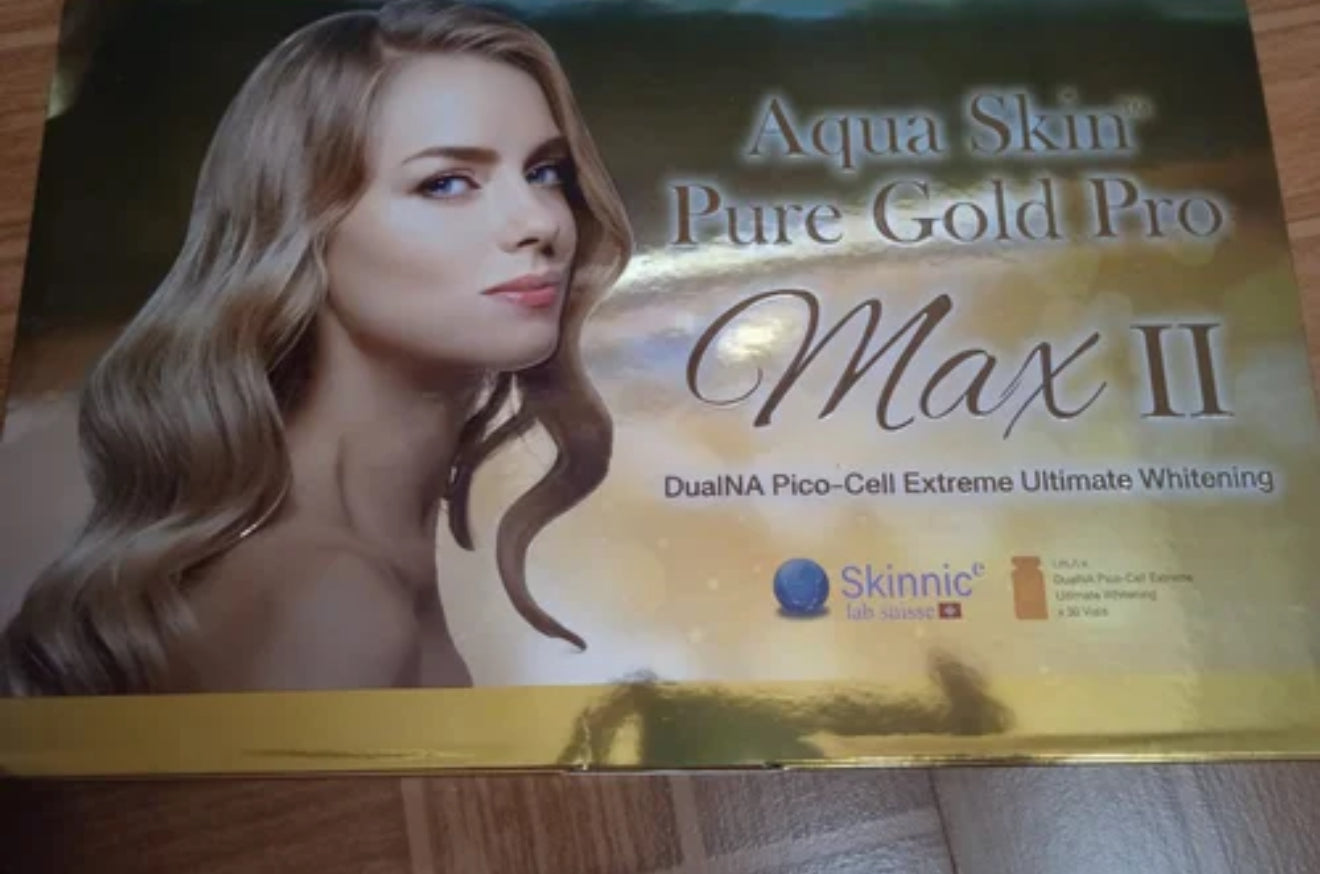 Aqua Skin™
Pure Gold Pro
Max II
DualNA Pico-Cell Extreme Ultimate Whitening
Skinnic e
lab suisse
DualNA Pico-Cell Extreme
Ultimate Whitening
x 30 Vials